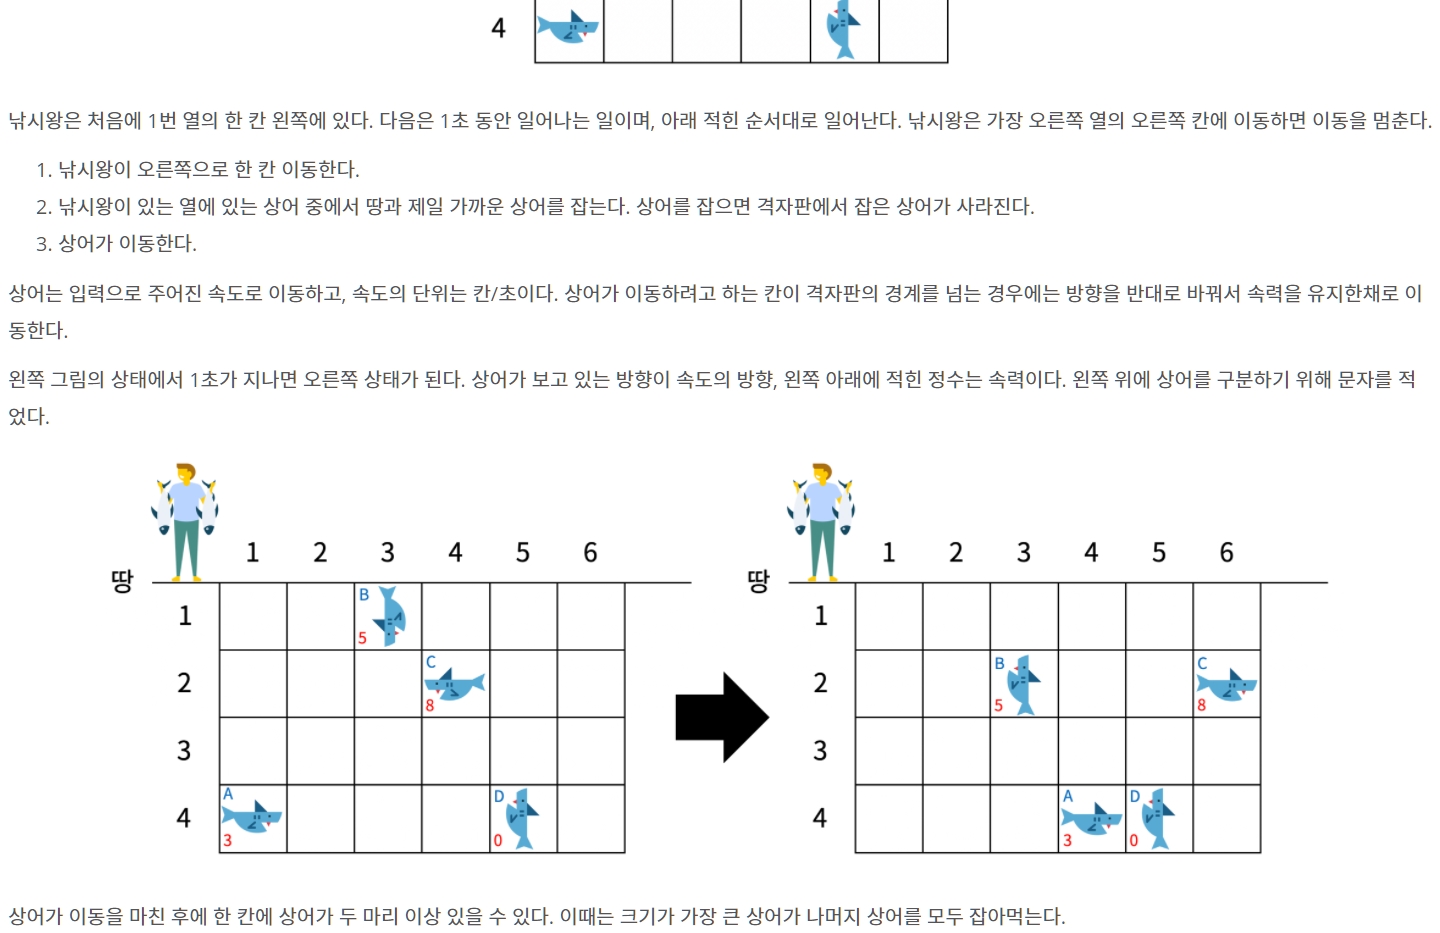 4
낚시왕은 처음에 1번 열의 한 칸 왼쪽에 있다. 다음은 1초 동안 일어나는 일이며, 아래 적힌 순서대로 일어난다. 낚시왕은 가장 오른쪽 열의 오른쪽 칸에 이동하면 이동을 멈춘다.
1. 낚시왕이 오른쪽으로 한 칸 이동한다.
2. 낚시왕이 있는 열에 있는 상어 중에서 땅과 제일 가까운 상어를 잡는다. 상어를 잡으면 격자판에서 잡은 상어가 사라진다.
3. 상어가 이동한다.
상어는 입력으로 주어진 속도로 이동하고, 속도의 단위는 칸/초이다. 상어가 이동하려고 하는 칸이 격자판의 경계를 넘는 경우에는 방향을 반대로 바꿔서 속력을 유지한채로 이
동한다.
왼쪽 그림의 상태에서 1초가 지나면 오른쪽 상태가 된다. 상어가 보고 있는 방향이 속도의 방향, 왼쪽 아래에 적힌 정수는 속력이다. 왼쪽 위에 상어를 구분하기 위해 문자를 적
었다.
1 2 3 4 5 6
땅
1 B
5
2 C
8
3
4 A D
3 0
1 2 3 4 5 6
땅
1
2 B C
5 8
3
4 A D
3 0
상어가 이동을 마친 후에 한 칸에 상어가 두 마리 이상 있을 수 있다. 이때는 크기가 가장 큰 상어가 나머지 상어를 모두 잡아먹는다.